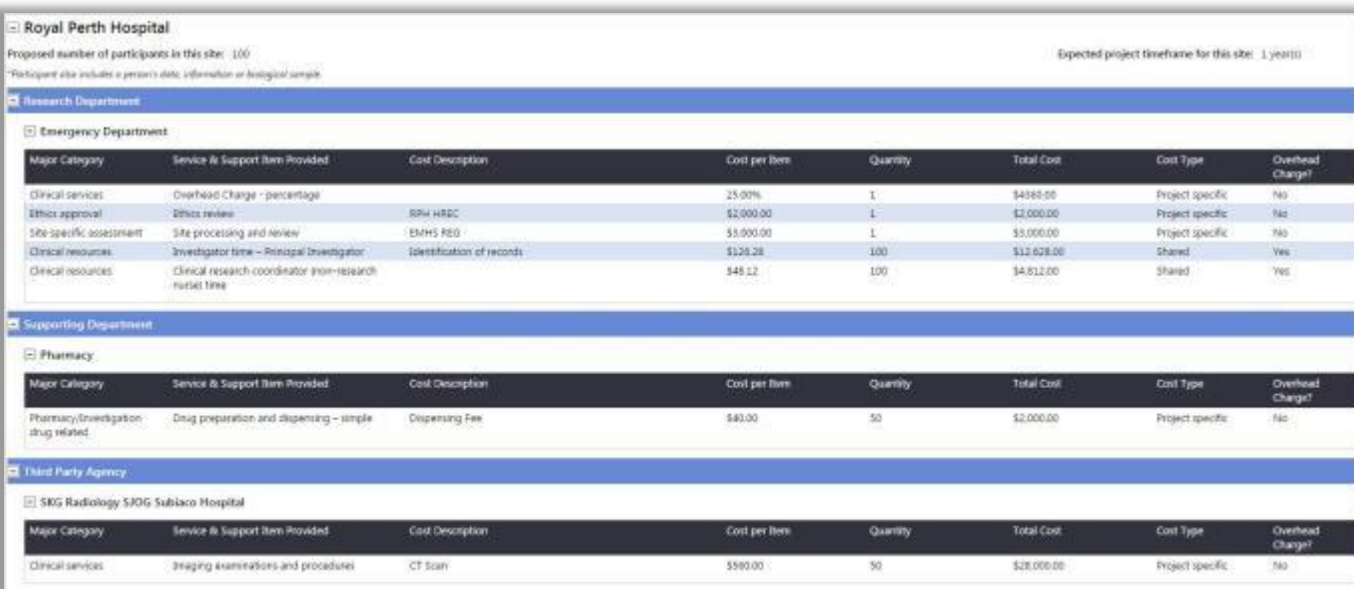 Royal Perth Hospital
Proposed number of participants in this site: 100 Expected project timeframe for this site: 1 year(s)
*Participant also includes a person's data, information or biological sample.
Research Department
Emergency Department
Major Category Service & Support Item Provided Cost Description Cost per Item Quantity Total Cost Cost Type Overhead
Charge?
Clinical services Overhead Charge - percentage 25.00% 1 Project specific No
Ethics approval Ethics review RPH HREC $2,000.00 1 $2,000.00 Project specific No
Site specific assessment Site processing and review EMHS REG $3,000.00 1 $3,000.00 Project specific No
Clinical resources Investigator time – Principal Investigator Identification of records $126.28 100 $12,628.00 Shared Yes
Clinical resources Clinical research coordinator (non-research $48.12 100 $4,812.00 Shared Yes
nurse) time
Supporting Department
Pharmacy
Major Category Service & Support Item Provided Cost Description Cost per Item Quantity Total Cost Cost Type Overhead
Charge?
Pharmacy/Investigation Drug preparation and dispensing – simple Dispensing Fee $40.00 50 $2,000.00 Project specific No
drug related
Third Party Agency
SKG Radiology SJOG Subiaco Hospital
Major Category Service & Support Item Provided Cost Description Cost per Item Quantity Total Cost Cost Type Overhead
Charge?
Clinical services Imaging examinations and procedures CT Scan $560.00 50 $28,000.00 Project specific No